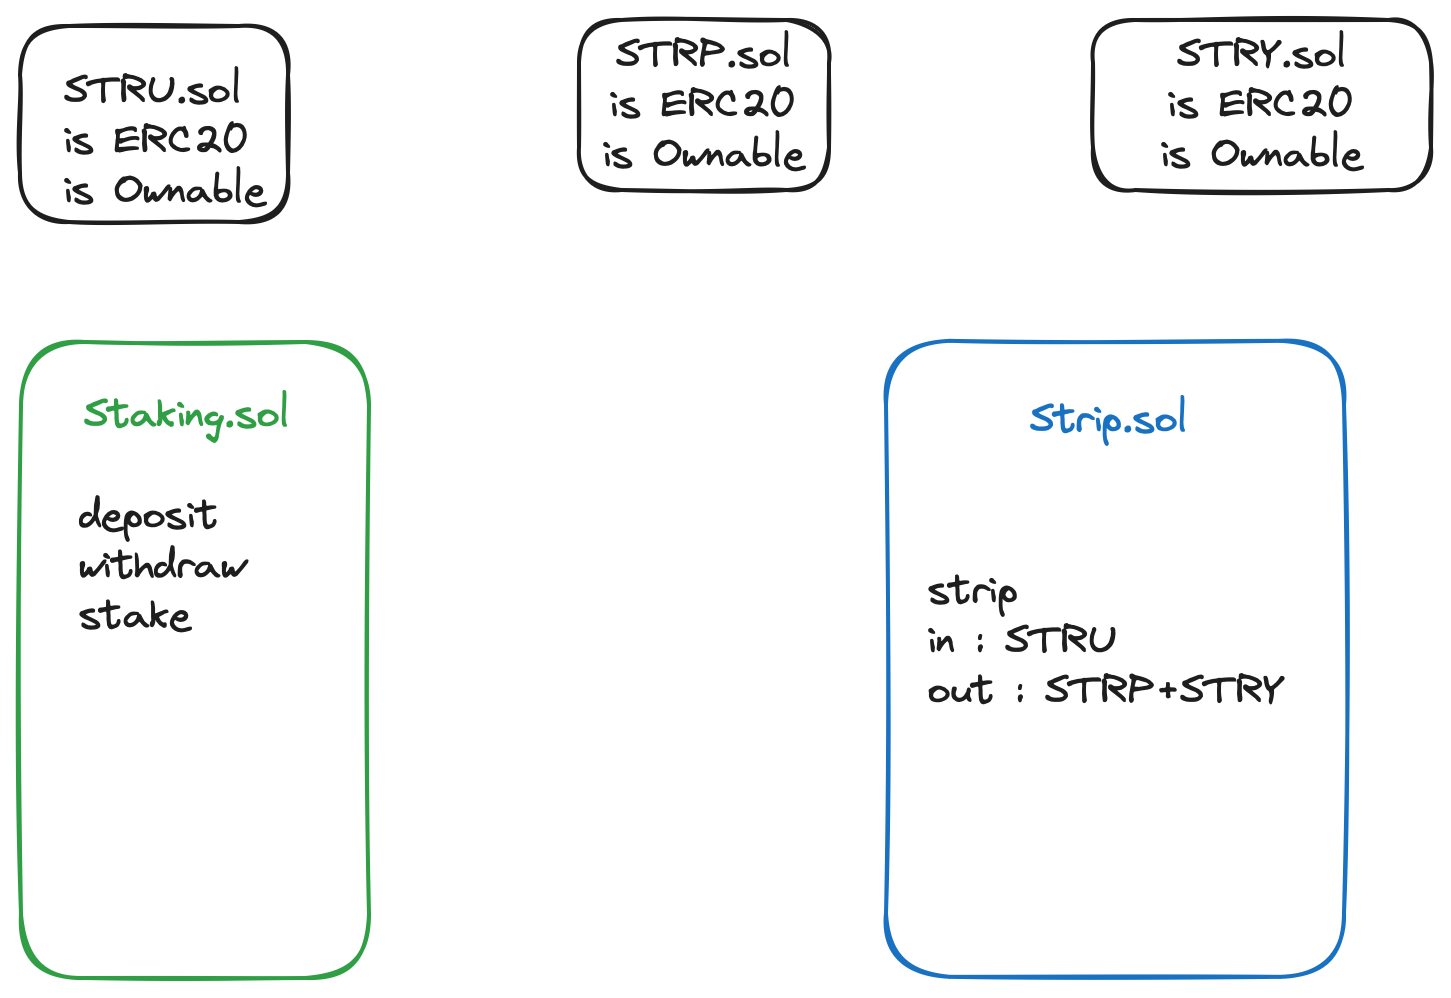 STRU.sol
is ERC20
is Ownable
STRP.sol
is ERC20
is Ownable
STRY.sol
is ERC20
is Ownable
Staking.sol
deposit
withdraw
stake
Strip.sol
strip
in : STRU
out : STRP+STRY